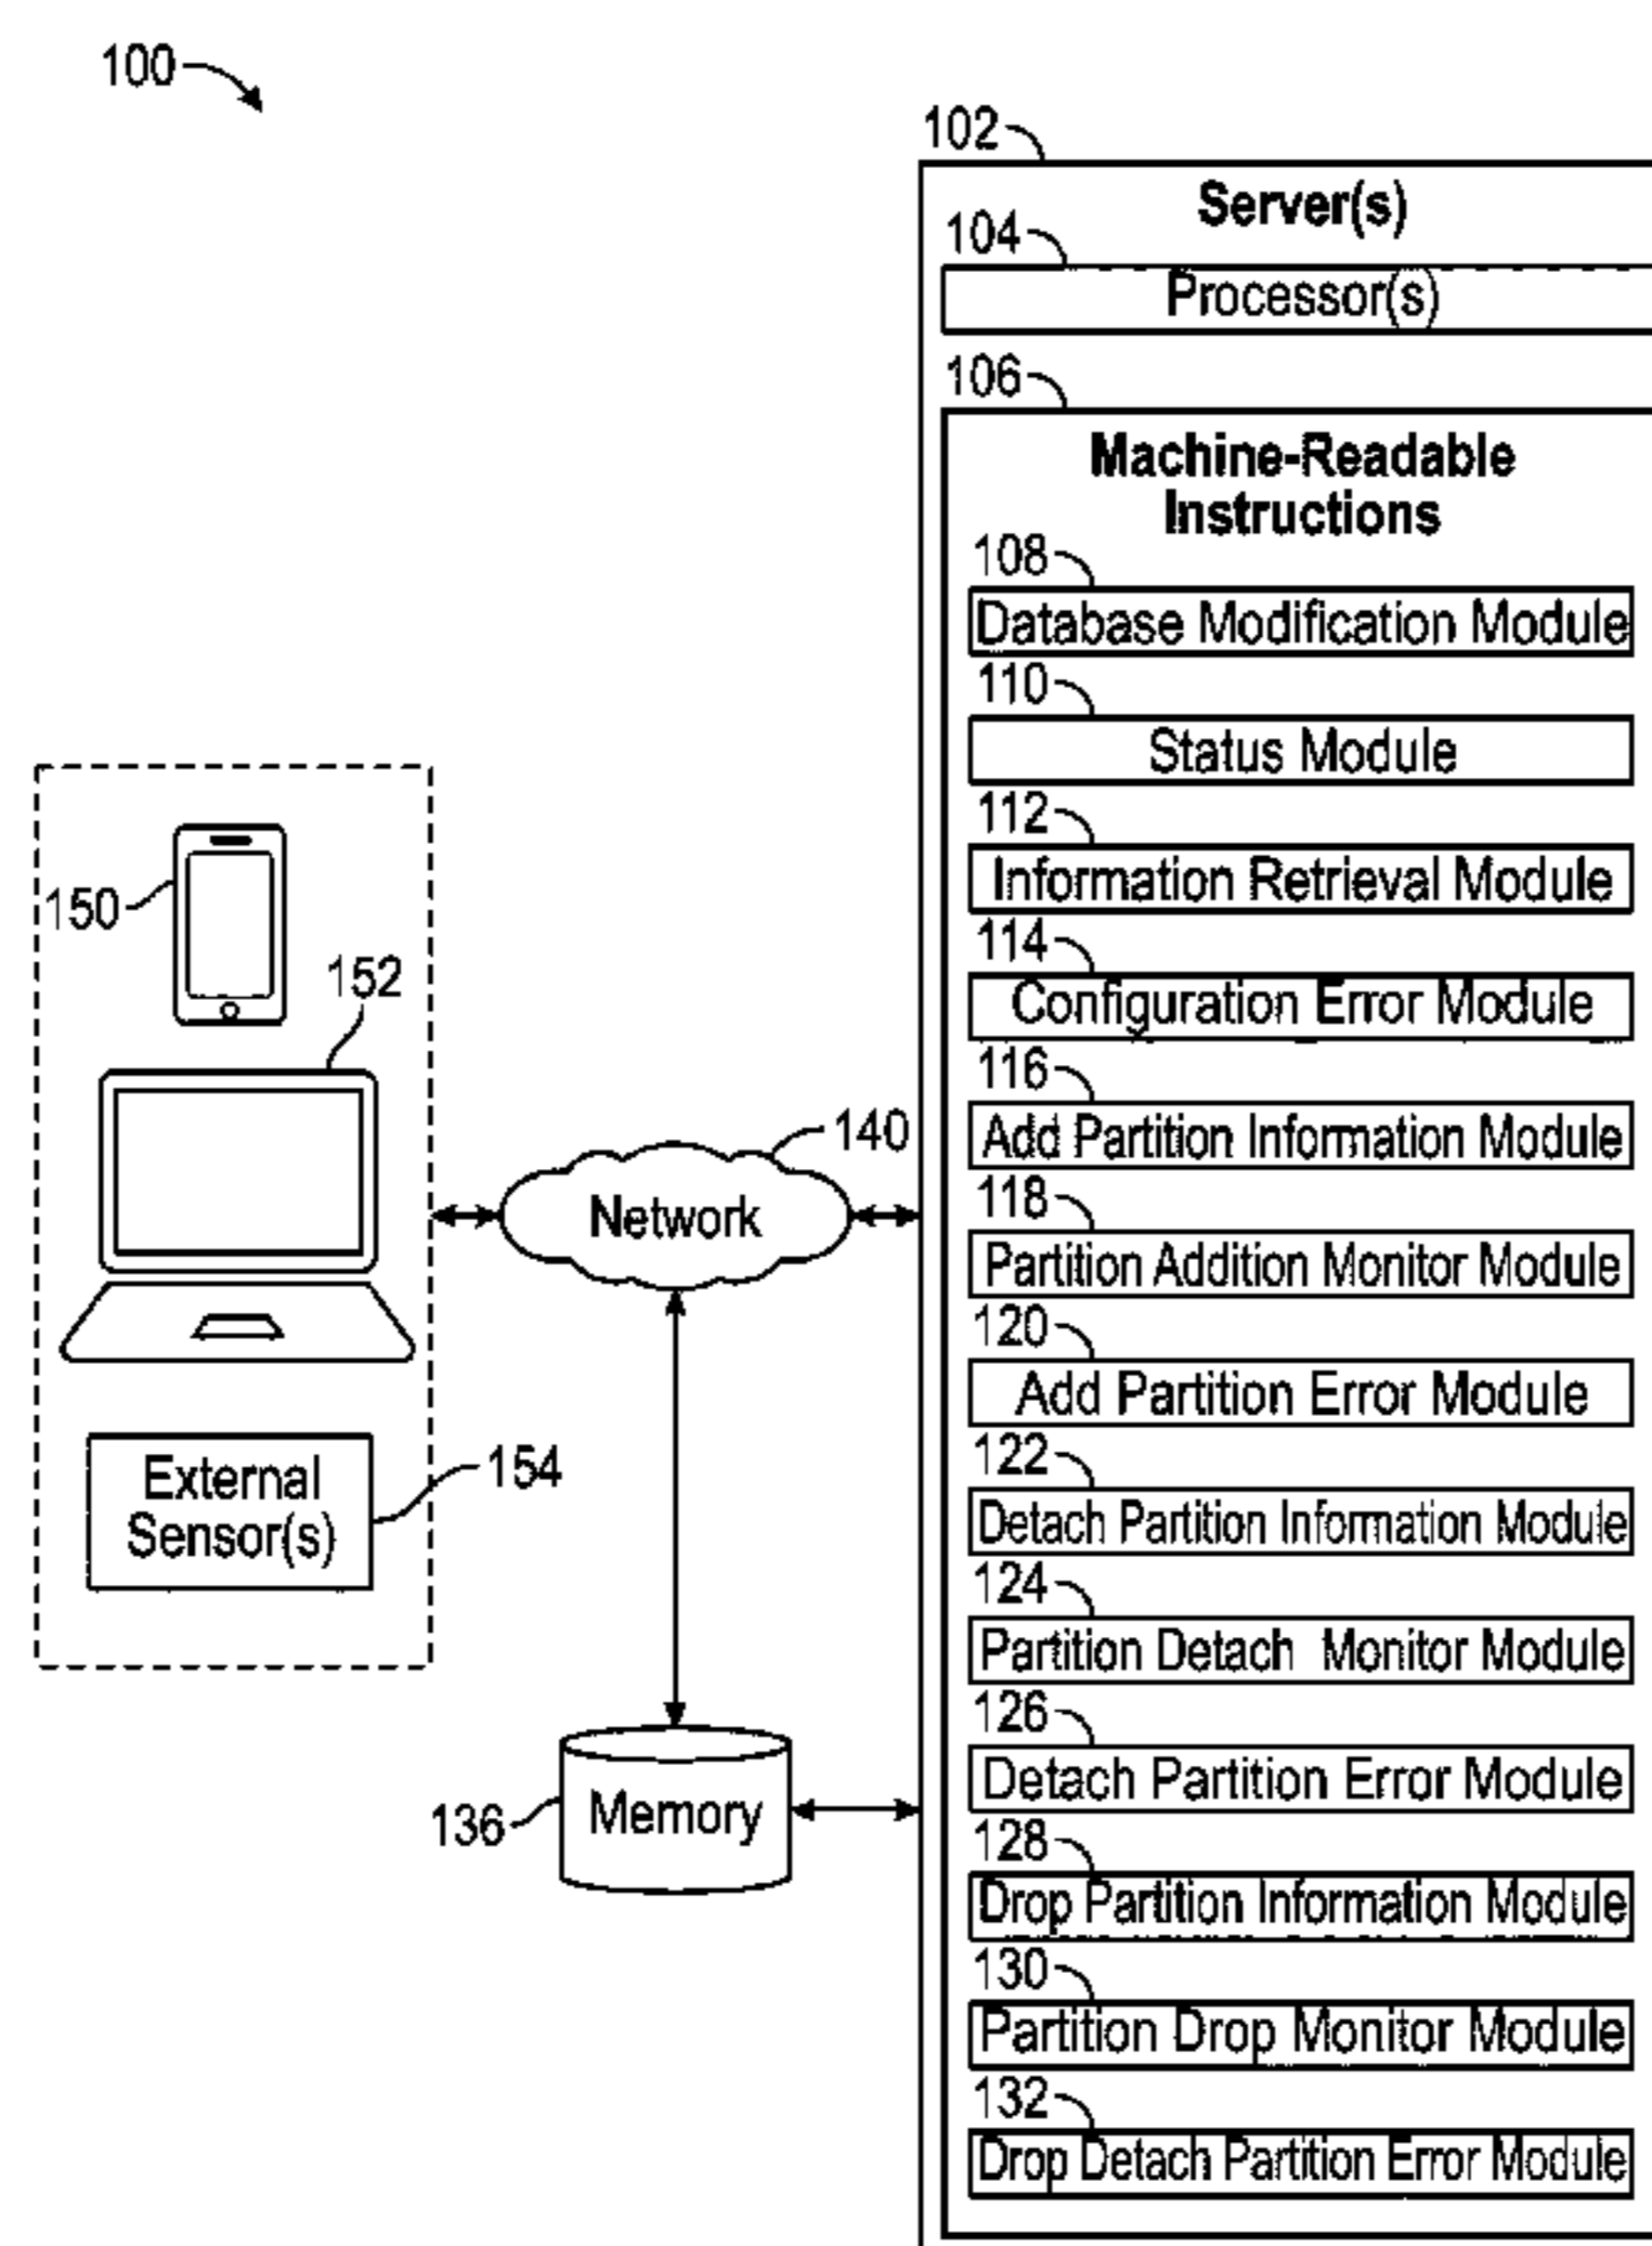 100
102
Server(s)
104
Processor(s)
106
Machine-Readable
Instructions
108
Database Modification Module
110
Status Module
112
Information Retrieval Module
114
Configuration Error Module
116
Add Partition Information Module
118
Partition Addition Monitor Module
120
Add Partition Error Module
122
Detach Partition Information Module
124
Partition Detach Monitor Module
126
Detach Partition Error Module
128
Drop Partition Information Module
130
Partition Drop Monitor Module
132
Drop Detach Partition Error Module
150
152
External
Sensor(s)
154
140
Network
136
Memory